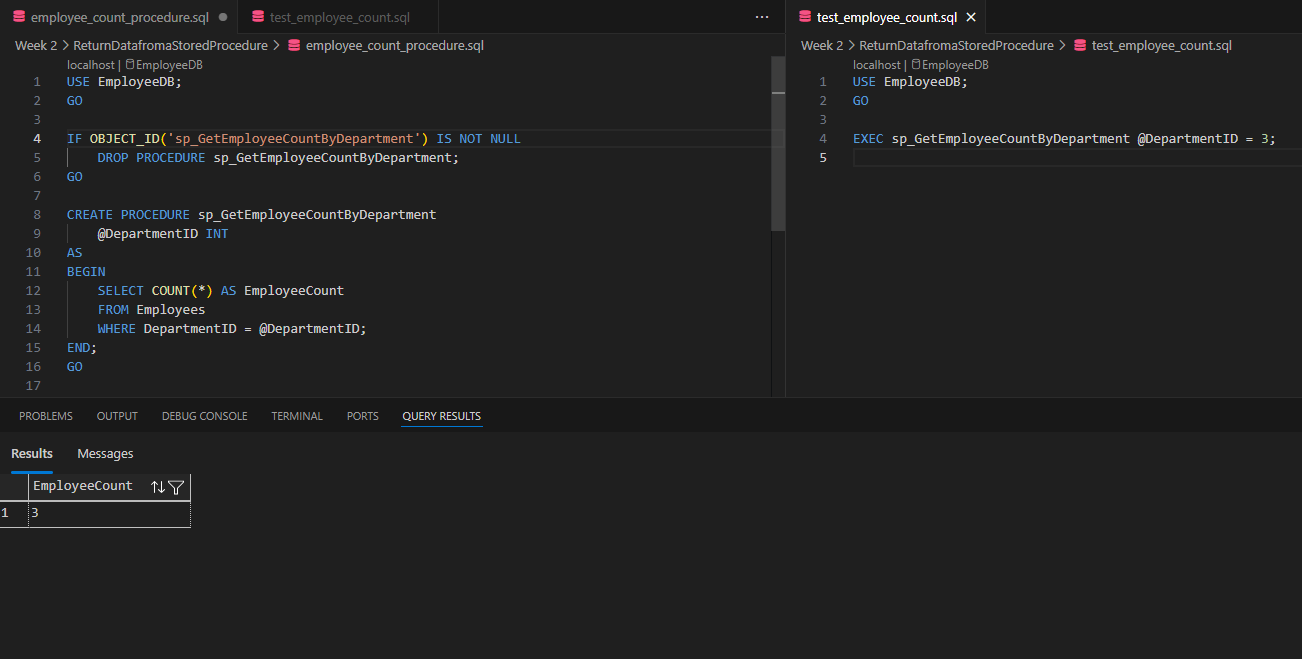 employee_count_procedure.sql
test_employee_count.sql
Week 2 > ReturnDatafromaStoredProcedure > employee_count_procedure.sql
localhost | EmployeeDB
1 USE EmployeeDB;
2 GO
3
4 IF OBJECT_ID('sp_GetEmployeeCountByDepartment') IS NOT NULL
5     DROP PROCEDURE sp_GetEmployeeCountByDepartment;
6 GO
7
8 CREATE PROCEDURE sp_GetEmployeeCountByDepartment
9     @DepartmentID INT
10 AS
11 BEGIN
12     SELECT COUNT(*) AS EmployeeCount
13     FROM Employees
14     WHERE DepartmentID = @DepartmentID;
15 END;
16 GO
17
test_employee_count.sql
Week 2 > ReturnDatafromaStoredProcedure > test_employee_count.sql
localhost | EmployeeDB
1 USE EmployeeDB;
2 GO
3
4 EXEC sp_GetEmployeeCountByDepartment @DepartmentID = 3;
5
PROBLEMS OUTPUT DEBUG CONSOLE TERMINAL PORTS QUERY RESULTS
Results Messages
EmployeeCount
1 3